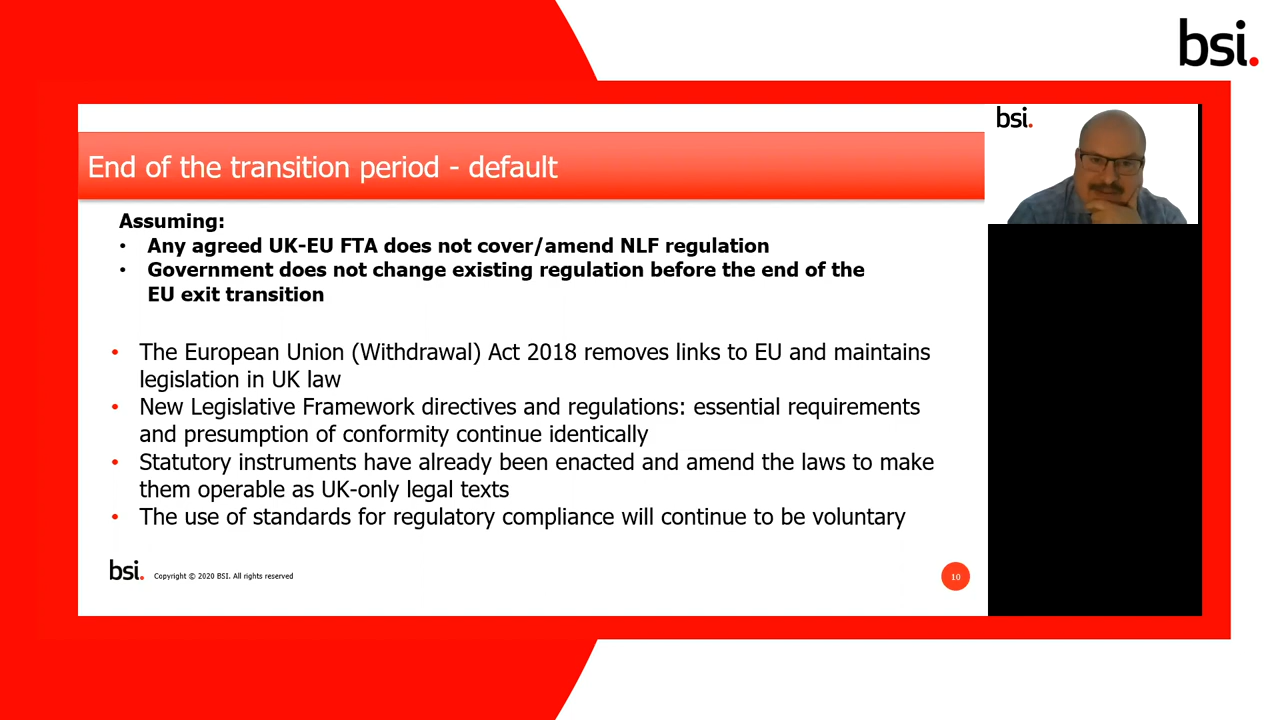 bsi.
bsi.
End of the transition period - default
Assuming:
• Any agreed UK-EU FTA does not cover/amend NLF regulation
• Government does not change existing regulation before the end of the
EU exit transition
• The European Union (Withdrawal) Act 2018 removes links to EU and maintains
legislation in UK law
• New Legislative Framework directives and regulations: essential requirements
and presumption of conformity continue identically
• Statutory instruments have already been enacted and amend the laws to make
them operable as UK-only legal texts
• The use of standards for regulatory compliance will continue to be voluntary
bsi. Copyright © 2020 BSI. All rights reserved
10